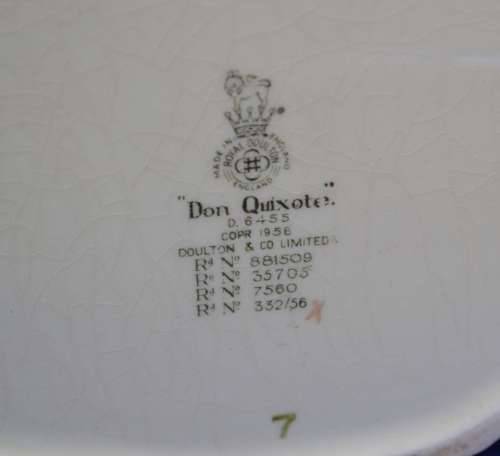 MADE IN ENGLAND
ROYAL DOULTON
ENGLAND
"Don Quixote."
D. 6455
COPR 1956
DOULTON & CO LIMITED.
Rd No 881509
Rd No 35705
Rd No 7560
Rd No 332/56 X
7